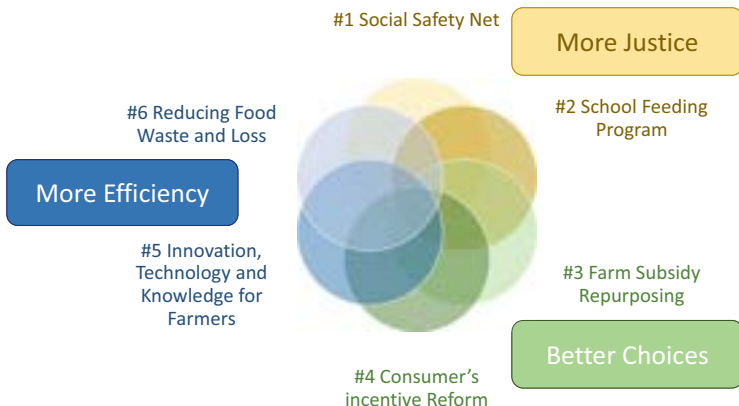 #1 Social Safety Net
More Justice
#6 Reducing Food
Waste and Loss
#2 School Feeding
Program
More Efficiency
#5 Innovation,
Technology and
Knowledge for
Farmers
#3 Farm Subsidy
Repurposing
Better Choices
#4 Consumer’s
incentive Reform